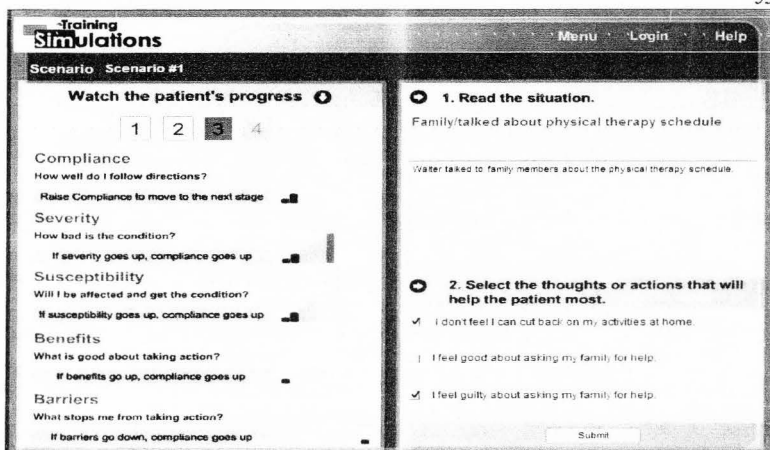 Training
Simulations
Menu Login Help
Scenario Scenario #1
Watch the patient's progress
1 2 3 4
Compliance
How well do I follow directions?
Raise Compliance to move to the next stage
Severity
How bad is the condition?
If severity goes up, compliance goes up
Susceptibility
Will I be affected and get the condition?
If susceptibility goes up, compliance goes up
Benefits
What is good about taking action?
If benefits go up, compliance goes up
Barriers
What stops me from taking action?
If barriers go down, compliance goes up
1. Read the situation.
Family/talked about physical therapy schedule
Walter talked to family members about the physical therapy schedule.
2. Select the thoughts or actions that will
help the patient most.
I don't feel I can cut back on my activities at home.
I feel good about asking my family for help.
I feel guilty about asking my family for help.
Submit